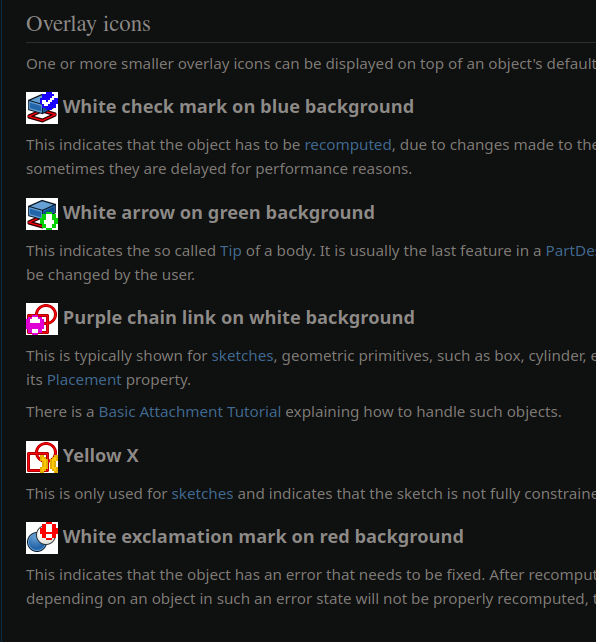 Overlay icons
One or more smaller overlay icons can be displayed on top of an object's default
White check mark on blue background
This indicates that the object has to be recomputed, due to changes made to the
sometimes they are delayed for performance reasons.
White arrow on green background
This indicates the so called Tip of a body. It is usually the last feature in a PartDe
be changed by the user.
Purple chain link on white background
This is typically shown for sketches, geometric primitives, such as box, cylinder, e
its Placement property.
There is a Basic Attachment Tutorial explaining how to handle such objects.
Yellow X
This is only used for sketches and indicates that the sketch is not fully constraine
White exclamation mark on red background
This indicates that the object has an error that needs to be fixed. After recomput
depending on an object in such an error state will not be properly recomputed, t